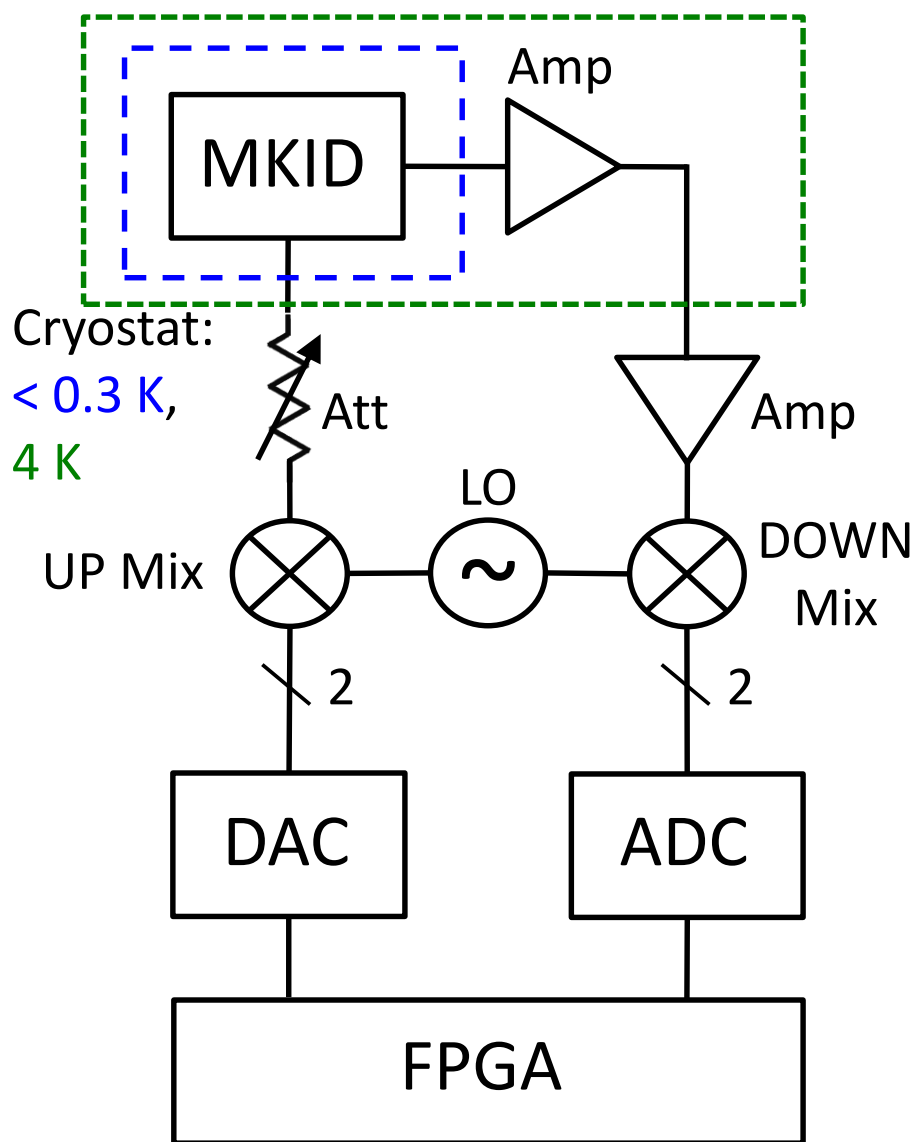 Amp
MKID
Cryostat:
< 0.3 K,
4 K
Att
Amp
LO
UP Mix
~
DOWN
Mix
2
2
DAC
ADC
FPGA